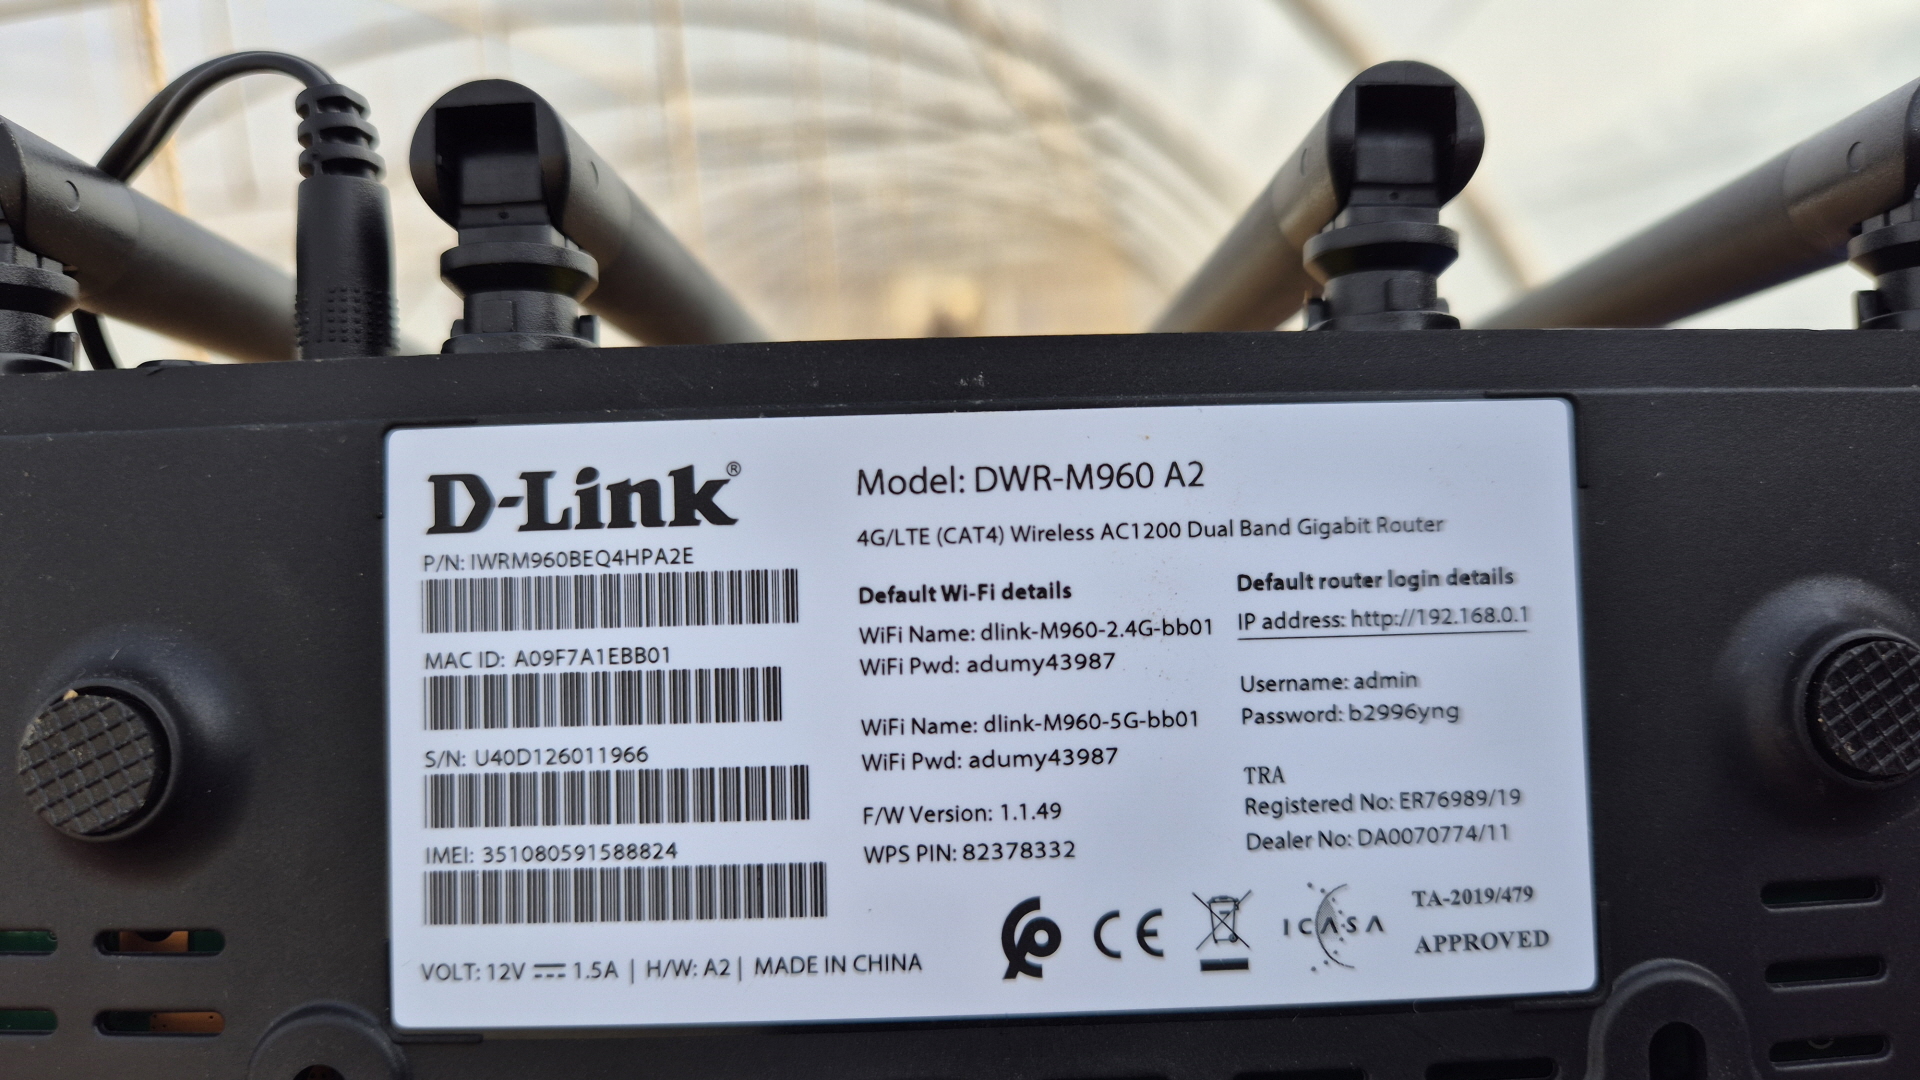 D-Link®
P/N: IWRM960BEQ4HPA2E
MAC ID: A09F7A1EBB01
S/N: U40D126011966
IMEI: 351080591588824
VOLT: 12V ⎓ 1.5A | H/W: A2 | MADE IN CHINA
Model: DWR-M960 A2
4G/LTE (CAT4) Wireless AC1200 Dual Band Gigabit Router
Default Wi-Fi details
WiFi Name: dlink-M960-2.4G-bb01
WiFi Pwd: adumy43987
WiFi Name: dlink-M960-5G-bb01
WiFi Pwd: adumy43987
F/W Version: 1.1.49
WPS PIN: 82378332
Default router login details
IP address: http://192.168.0.1
Username: admin
Password: b2996yng
TRA
Registered No: ER76989/19
Dealer No: DA0070774/11
CE
ICASA
TA-2019/479
APPROVED